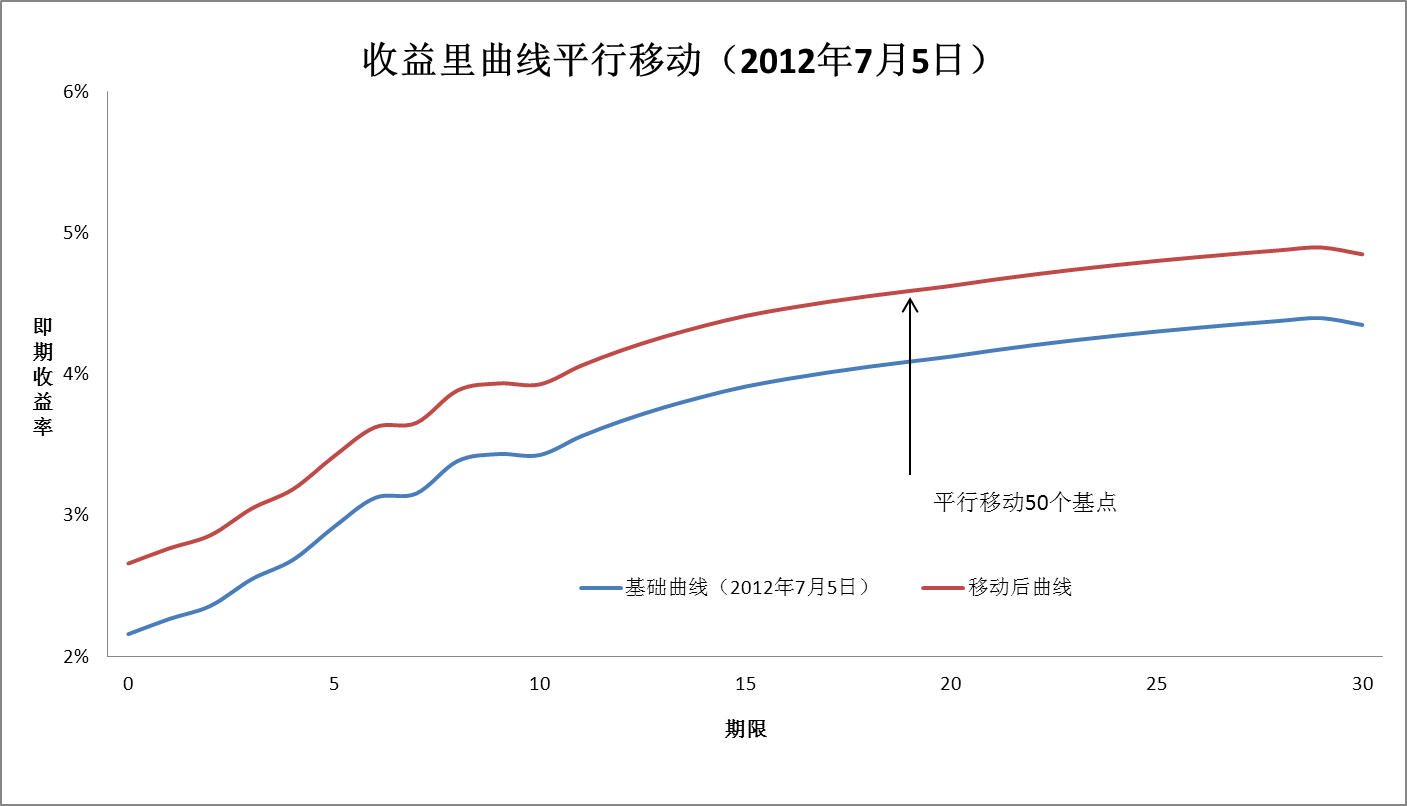 收益里曲线平行移动（2012年7月5日）
6%
5%
4%
3%
2%
即期收益率
平行移动50个基点
基础曲线（2012年7月5日）
移动后曲线
0 5 10 15 20 25 30
期限